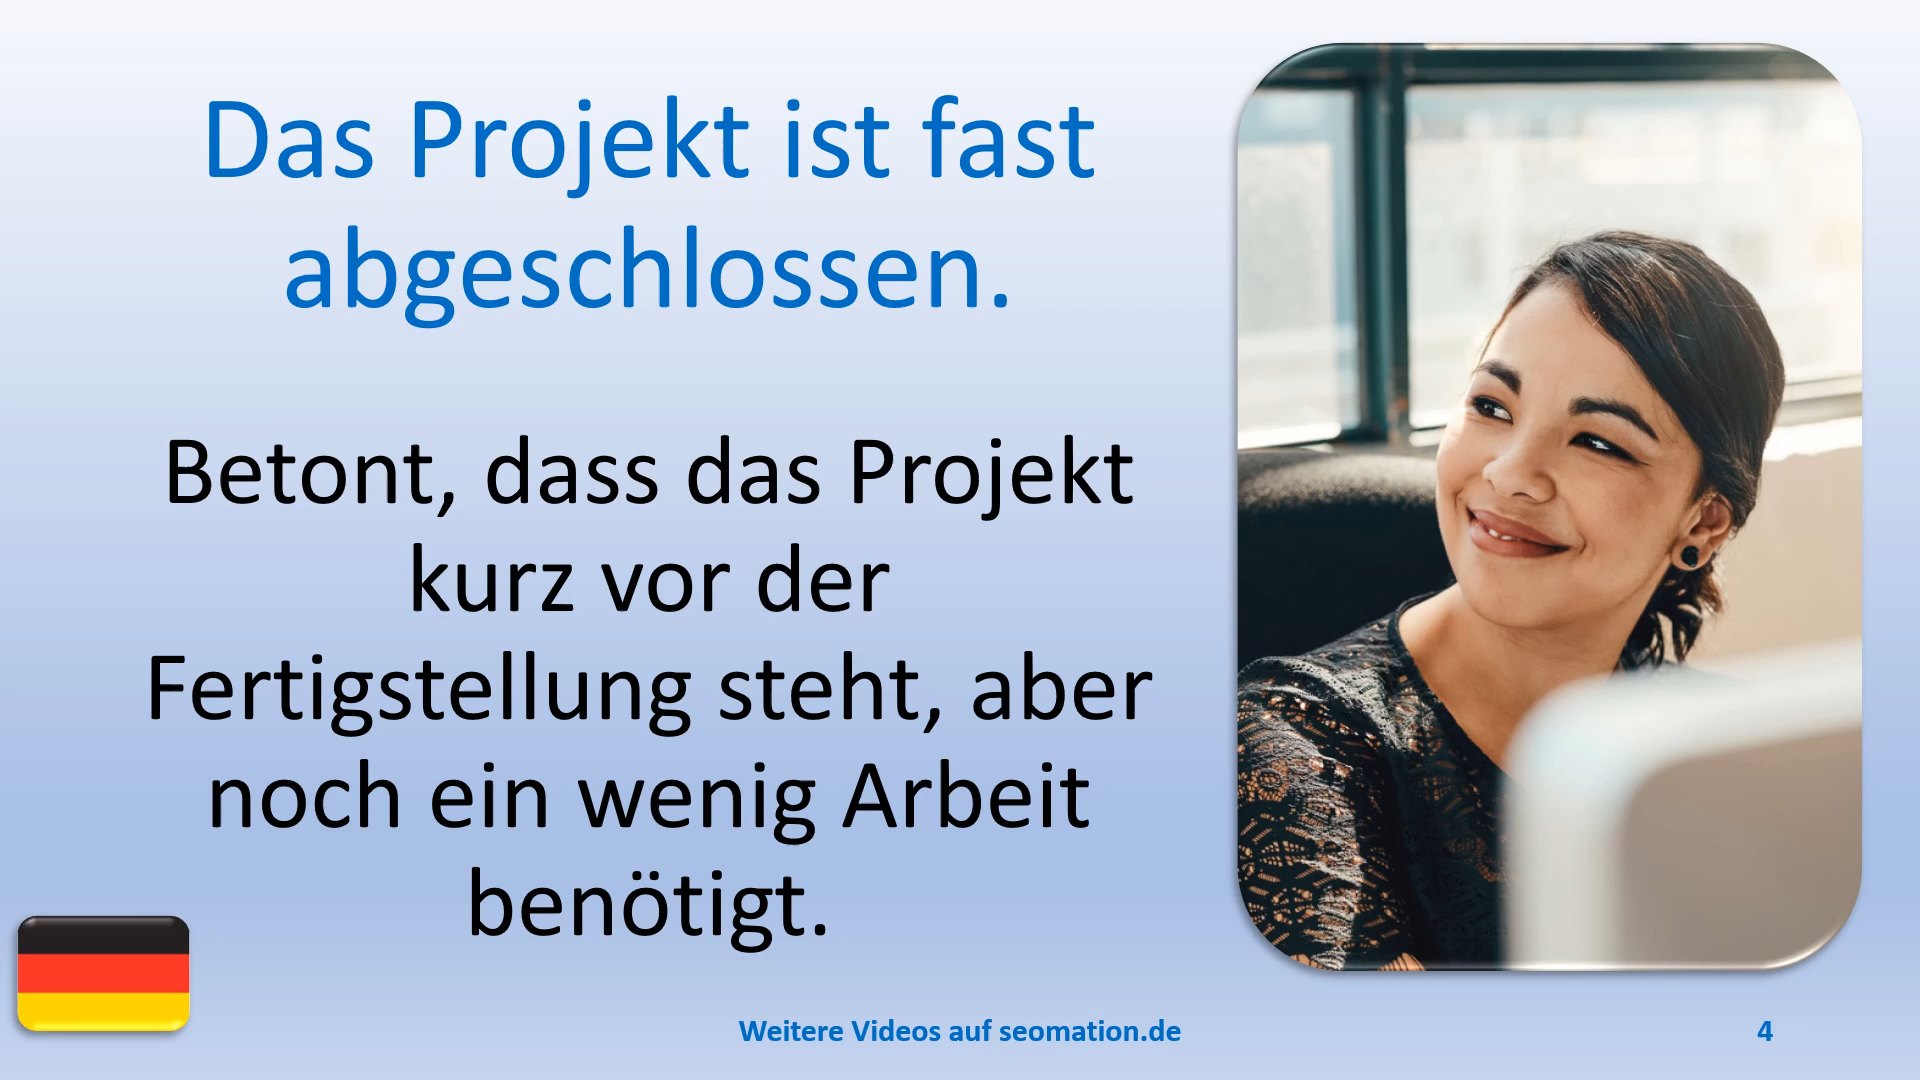 Das Projekt ist fast
abgeschlossen.
Betont, dass das Projekt
kurz vor der
Fertigstellung steht, aber
noch ein wenig Arbeit
benötigt.
Weitere Videos auf seomation.de
4